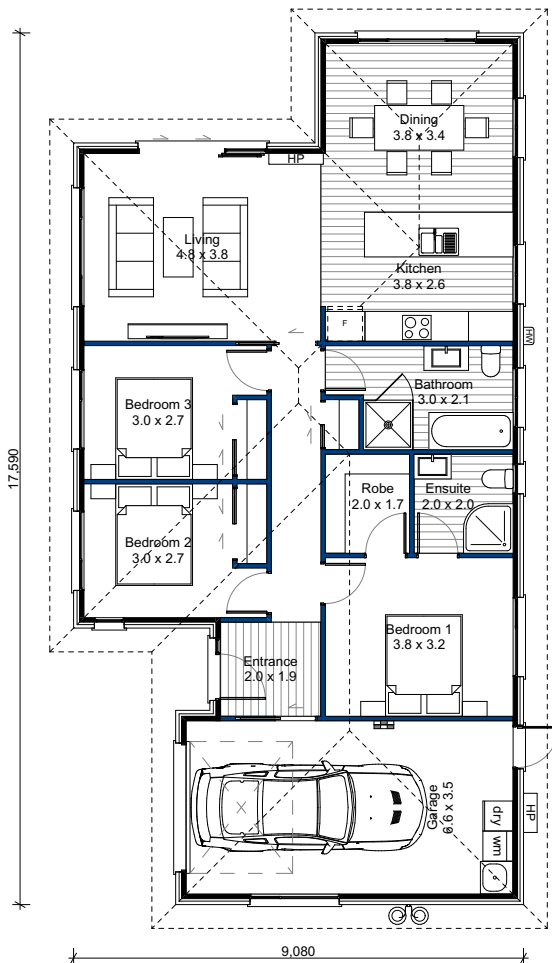 Dining
3.8 x 3.4
HP
Living
4.8 x 3.8
Kitchen
3.8 x 2.6
F
HW
Bathroom
3.0 x 2.1
Bedroom 3
3.0 x 2.7
17,590
Robe
2.0 x 1.7
Ensuite
2.0 x 2.0
Bedroom 2
3.0 x 2.7
Bedroom 1
3.8 x 3.2
Entrance
2.0 x 1.9
Garage
6.6 x 3.5
dry
HP
wm
9,080